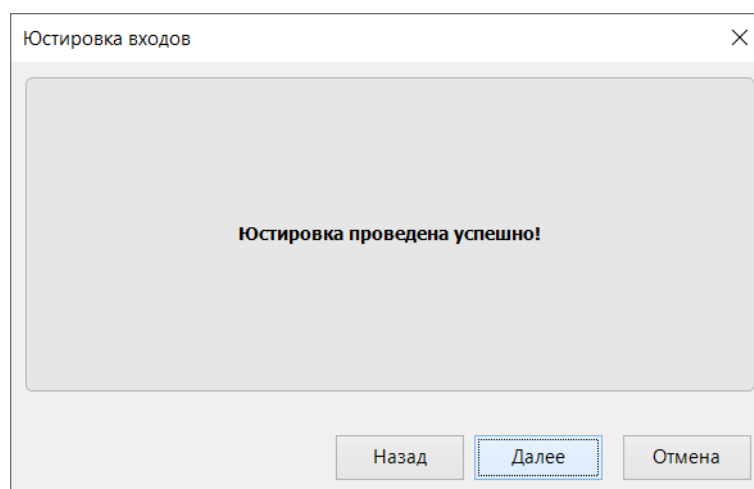 Юстировка входов
Юстировка проведена успешно!
Назад Далее Отмена